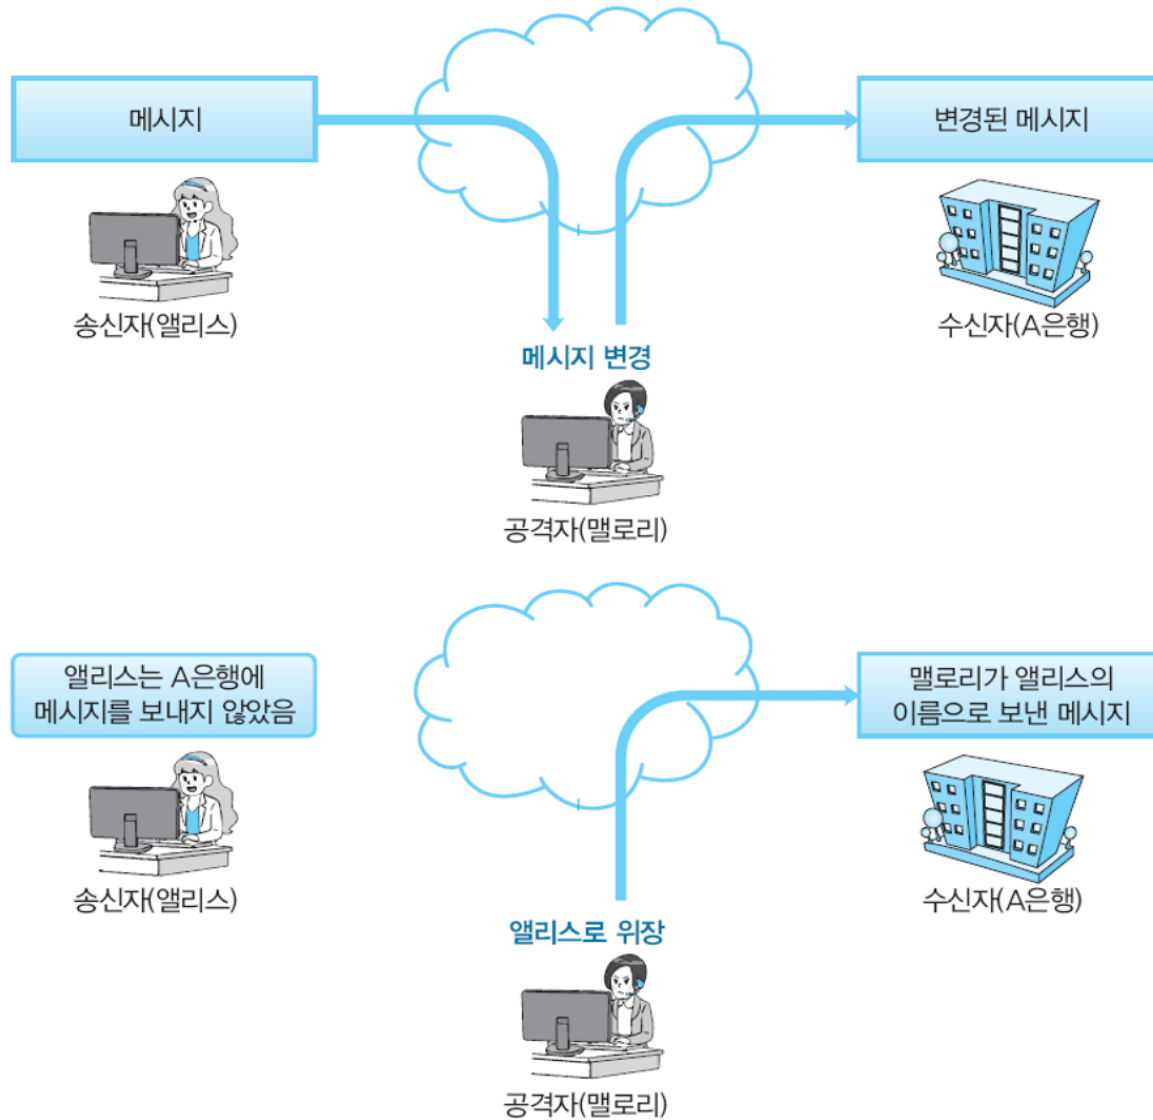 메시지
변경된 메시지
송신자(앨리스)
수신자(A은행)
메시지 변경
공격자(맬로리)
앨리스는 A은행에
메시지를 보내지 않았음
맬로리가 앨리스의
이름으로 보낸 메시지
송신자(앨리스)
수신자(A은행)
앨리스로 위장
공격자(맬로리)